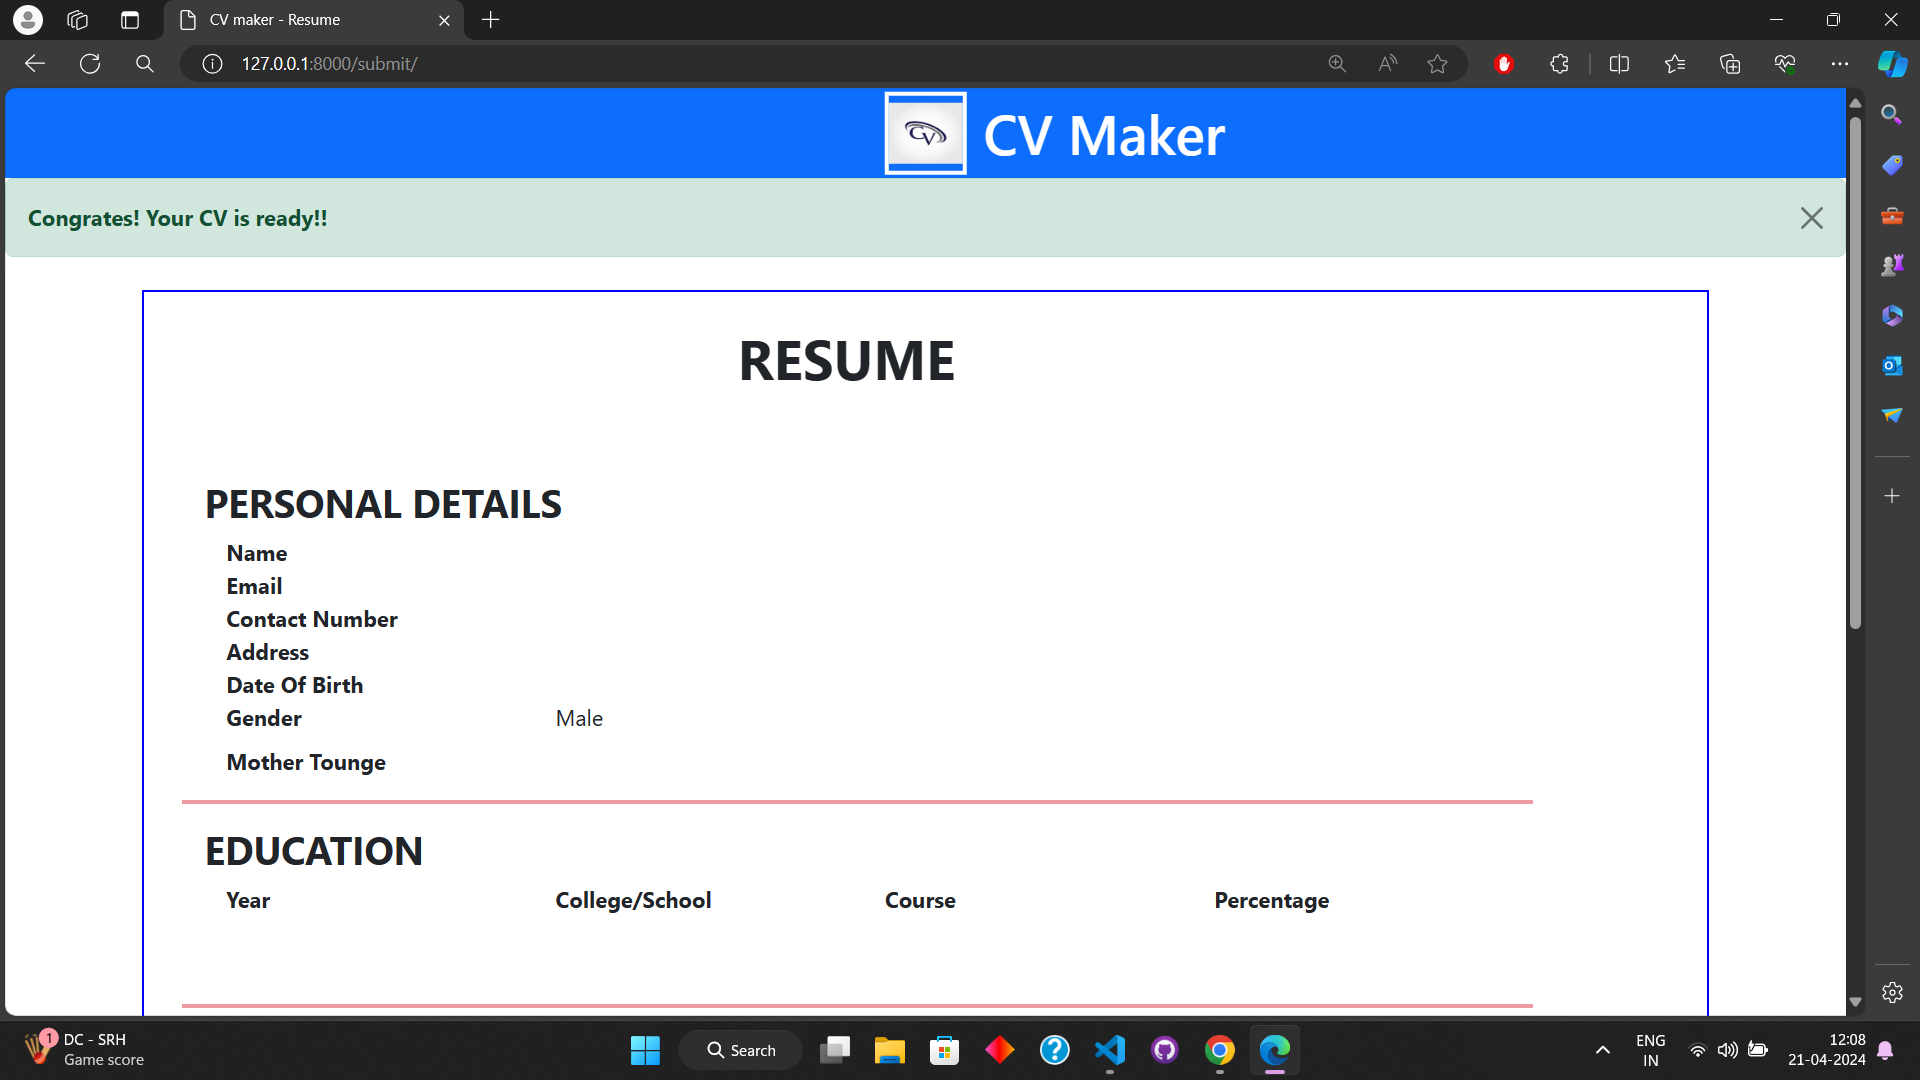 CV maker - Resume
127.0.0.1:8000/submit/
CV
CV Maker
Congrates! Your CV is ready!!
RESUME
PERSONAL DETAILS
Name
Email
Contact Number
Address
Date Of Birth
Gender Male
Mother Tounge
EDUCATION
Year College/School Course Percentage
1
DC - SRH
Game score
Search
ENG
IN
12:08
21-04-2024